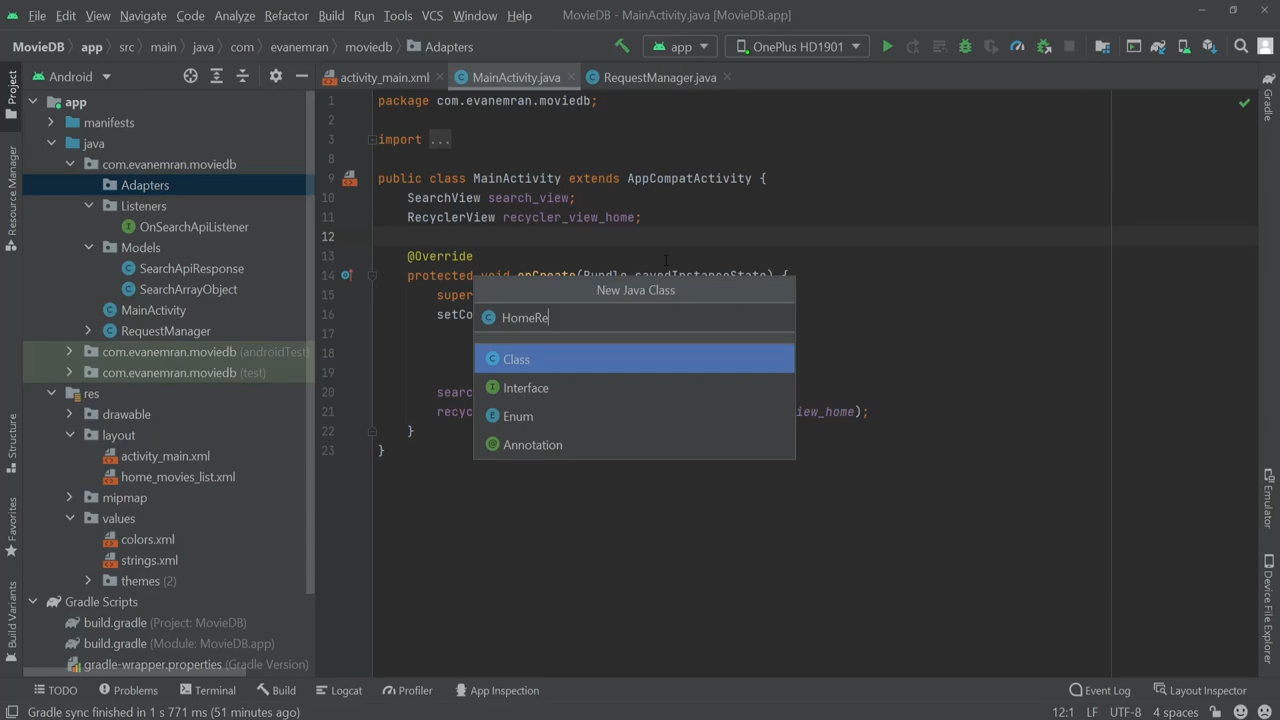 File Edit View Navigate Code Analyze Refactor Build Run Tools VCS Window Help MovieDB - MainActivity.java [MovieDB.app]
MovieDB app src main java com evanemran moviedb Adapters app OnePlus HD1901
Project
Resource Manager
Structure
Favorites
Build Variants
Android
app
manifests
java
com.evanemran.moviedb
Adapters
Listeners
OnSearchApiListener
Models
SearchApiResponse
SearchArrayObject
MainActivity
RequestManager
com.evanemran.moviedb (androidTest)
com.evanemran.moviedb (test)
res
drawable
layout
activity_main.xml
home_movies_list.xml
mipmap
values
colors.xml
strings.xml
themes (2)
Gradle Scripts
build.gradle (Project: MovieDB)
build.gradle (Module: MovieDB.app)
gradle-wrapper.properties (Gradle Version)
activity_main.xml MainActivity.java RequestManager.java
1 package com.evanemran.moviedb;
2
3 import ...
8
9 public class MainActivity extends AppCompatActivity {
10 SearchView search_view;
11 RecyclerView recycler_view_home;
12
13 @Override
14 protected void onCreate(Bundle savedInstanceState) {
15 super
16 setCo
17
18
20 searc
21 recyc iew_home);
22 }
23 }
New Java Class
HomeRe
Class
Interface
Enum
Annotation
Gradle
Emulator
Device File Explorer
TODO Problems Terminal Build Logcat Profiler App Inspection Event Log Layout Inspector
Gradle sync finished in 1 s 771 ms (51 minutes ago) 12:1 LF UTF-8 4 spaces